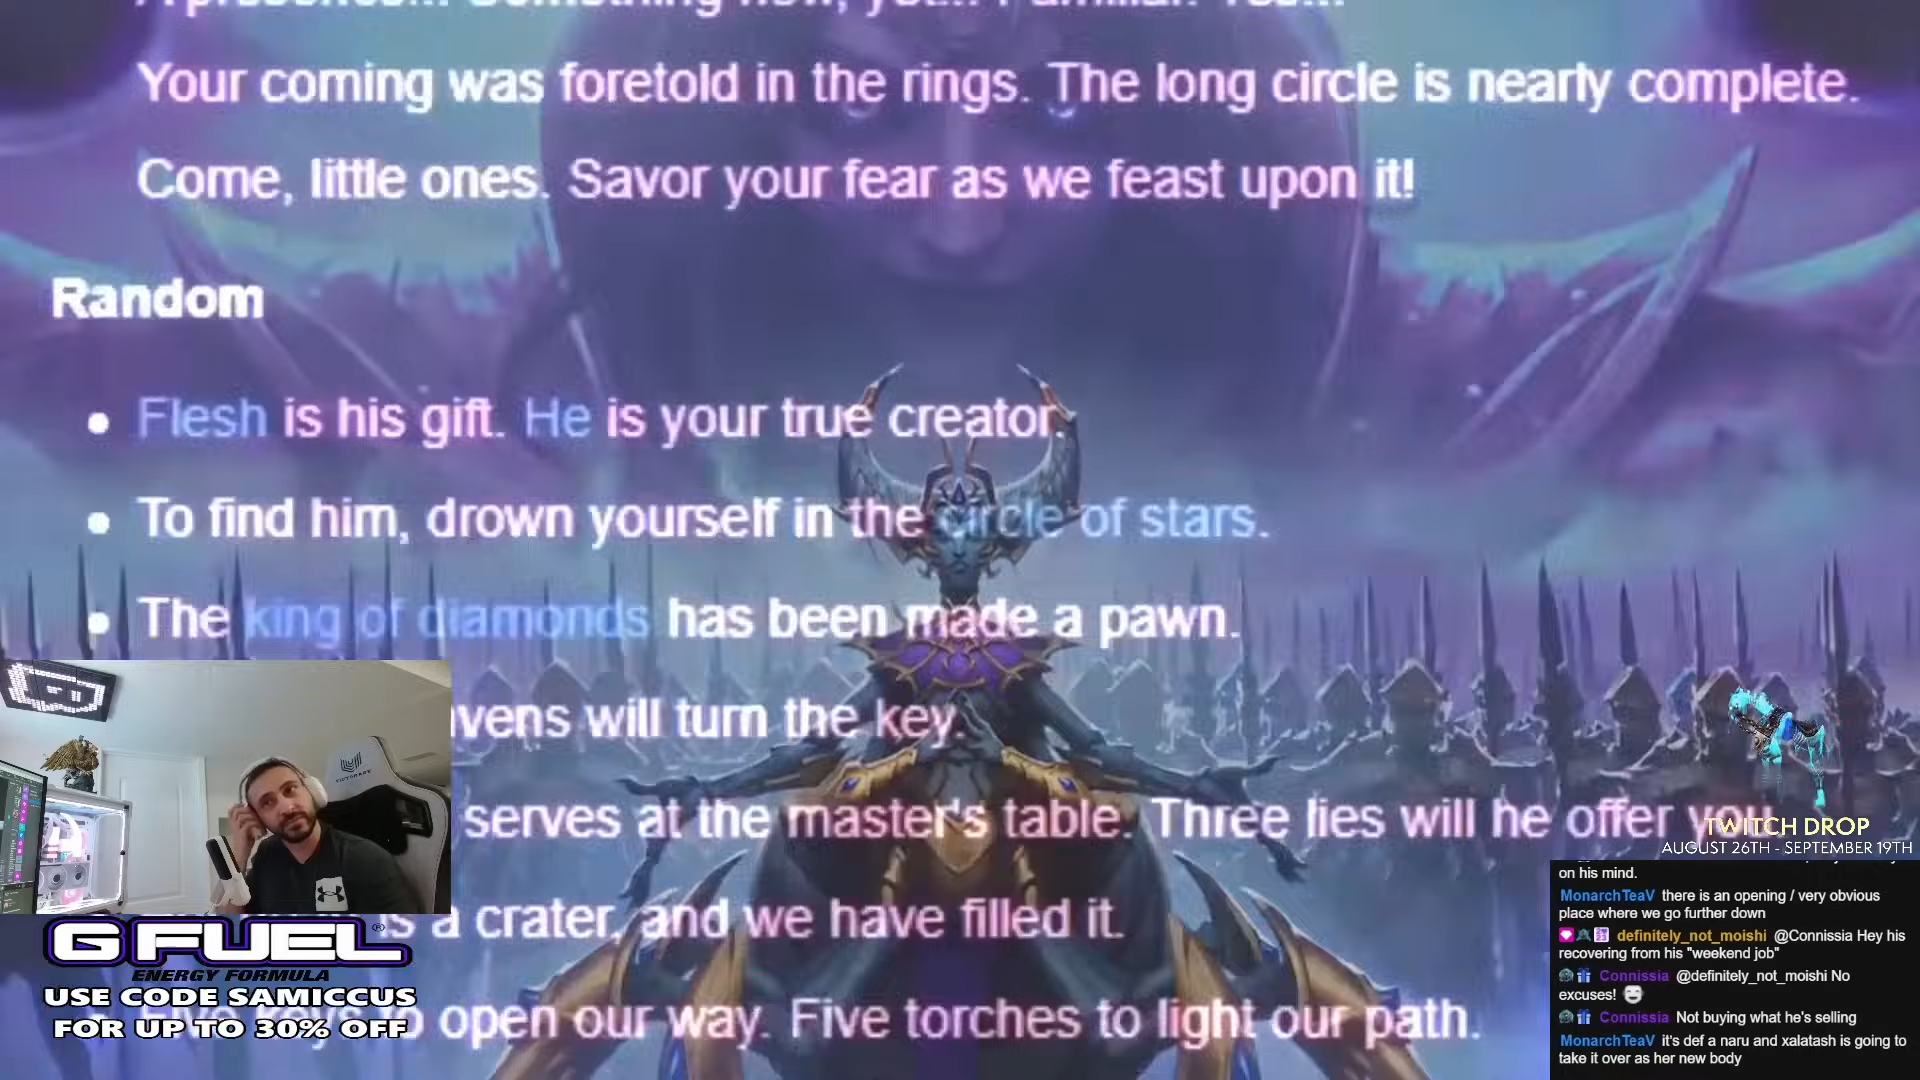 Your coming was foretold in the rings. The long circle is nearly complete.
Come, little ones. Savor your fear as we feast upon it!
Random
Flesh is his gift. He is your true creator.
To find him, drown yourself in the circle of stars.
The king of diamonds has been made a pawn.
will turn the key.
serves at the master's table. Three lies will he offer you.
is a crater, and we have filled it.
open our way. Five torches to light our path.
G FUEL®
ENERGY FORMULA
USE CODE SAMICCUS
FOR UP TO 30% OFF
TWITCH DROP
AUGUST 26TH - SEPTEMBER 19TH
on his mind.
MonarchTeaV there is an opening / very obvious
place where we go further down
definitely_not_moishi @Connissia Hey his
recovering from his "weekend job"
Connissia @definitely_not_moishi No
excuses!
Connissia Not buying what he's selling
MonarchTeaV it's def a naru and xalatash is going to
take it over as her new body